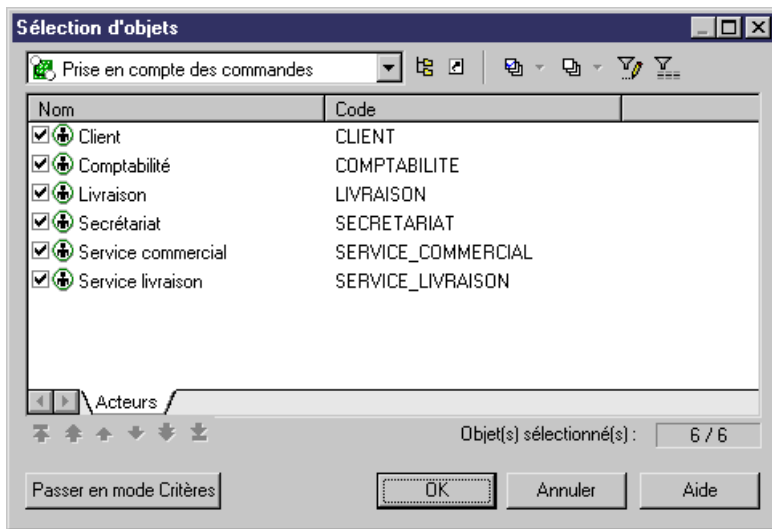 Sélection d'objets
Prise en compte des commandes
Nom Code
Client CLIENT
Comptabilité COMPTABILITE
Livraison LIVRAISON
Secrétariat SECRETARIAT
Service commercial SERVICE_COMMERCIAL
Service livraison SERVICE_LIVRAISON
Acteurs
Objet(s) sélectionné(s) : 6 / 6
Passer en mode Critères OK Annuler Aide